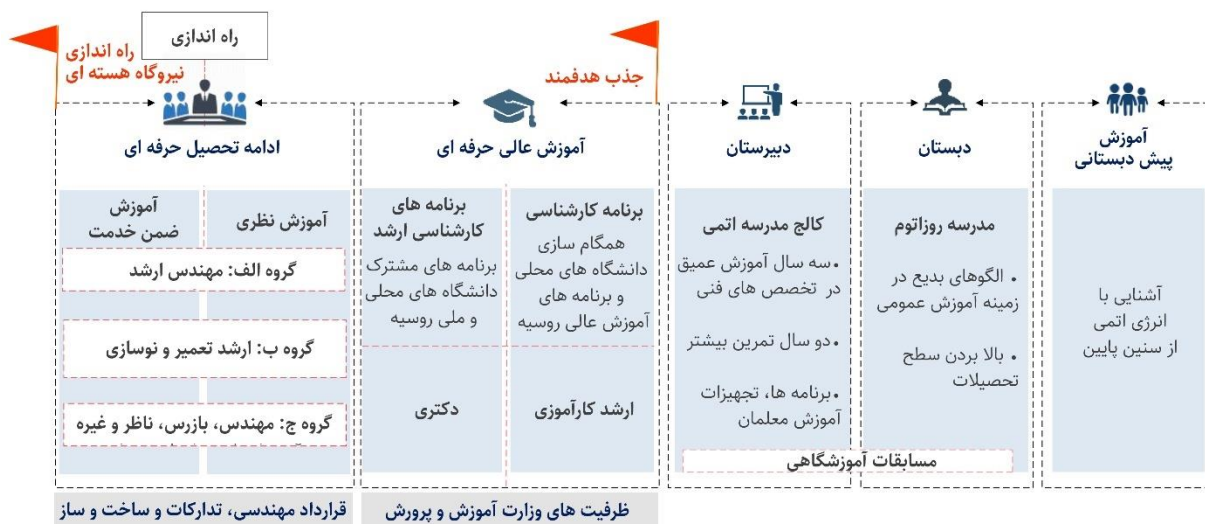 راه اندازی
راه اندازی
نیروگاه هسته ای
جذب هدفمند
آموزش
پیش دبستانی
آشنایی با
انرژی اتمی
از سنین پایین
دبستان
مدرسه روزاتوم
• الگوهای بدیع در
زمینه آموزش عمومی
• بالا بردن سطح
تحصیلات
دبیرستان
کالج مدرسه اتمی
• سه سال آموزش عمیق
در تخصص های فنی
• دو سال تمرین بیشتر
• برنامه ها، تجهیزات
آموزش معلمان
مسابقات آموزشگاهی
آموزش عالی حرفه ای
برنامه کارشناسی
همگام سازی
دانشگاه های محلی
و برنامه های
آموزش عالی روسیه
برنامه های
کارشناسی ارشد
برنامه های مشترک
دانشگاه های محلی
و ملی روسیه
ارشد کارآموزی
دکتری
ظرفیت های وزارت آموزش و پرورش
ادامه تحصیل حرفه ای
آموزش نظری
آموزش
ضمن خدمت
گروه الف: مهندس ارشد
گروه ب: ارشد تعمیر و نوسازی
گروه ج: مهندس، بازرس، ناظر و غیره
قرارداد مهندسی، تدارکات و ساخت و ساز